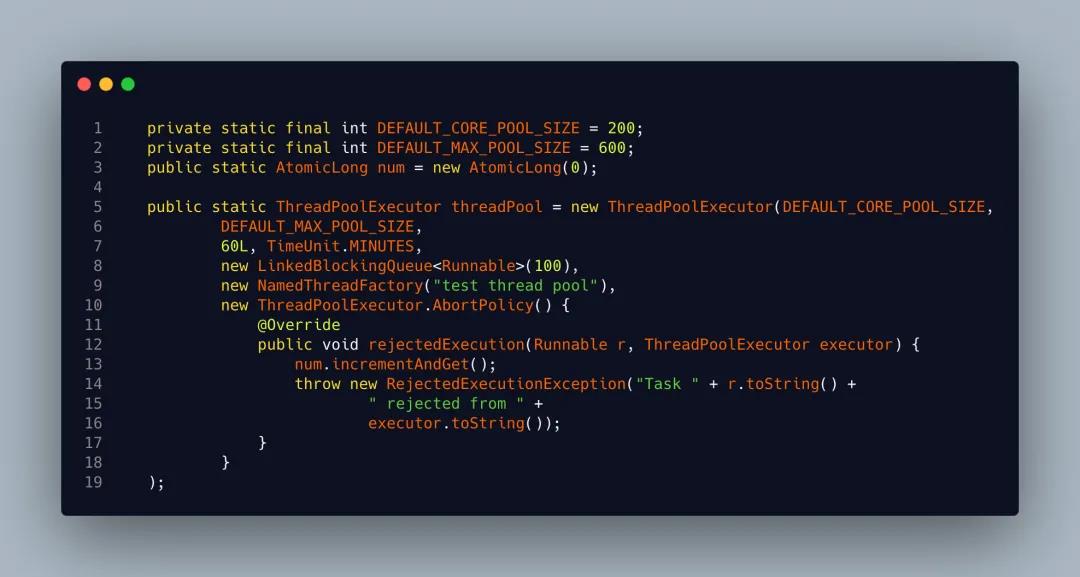 1 private static final int DEFAULT_CORE_POOL_SIZE = 200;
2 private static final int DEFAULT_MAX_POOL_SIZE = 600;
3 public static AtomicLong num = new AtomicLong(0);
4
5 public static ThreadPoolExecutor threadPool = new ThreadPoolExecutor(DEFAULT_CORE_POOL_SIZE,
6         DEFAULT_MAX_POOL_SIZE,
7         60L, TimeUnit.MINUTES,
8         new LinkedBlockingQueue<Runnable>(100),
9         new NamedThreadFactory("test thread pool"),
10         new ThreadPoolExecutor.AbortPolicy() {
11             @Override
12             public void rejectedExecution(Runnable r, ThreadPoolExecutor executor) {
13                 num.incrementAndGet();
14                 throw new RejectedExecutionException("Task " + r.toString() +
15                         " rejected from " +
16                         executor.toString());
17             }
18         }
19 );